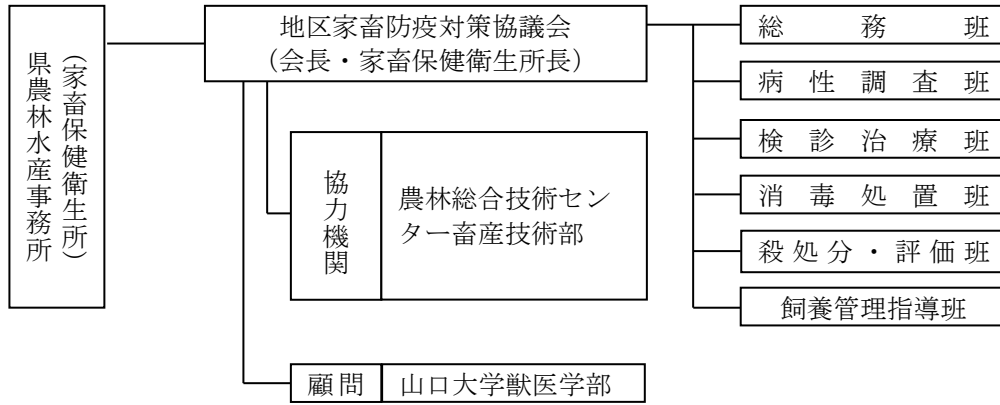 県農林水産事務所
（家畜保健衛生所）
地区家畜防疫対策協議会
（会長・家畜保健衛生所長）
協力機関
農林総合技術セン
ター畜産技術部
顧問
山口大学獣医学部
総務班
病性調査班
検診治療班
消毒処置班
殺処分・評価班
飼養管理指導班